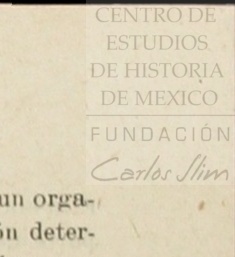 CENTRO DE
ESTUDIOS
DE HISTORIA
DE MEXICO
FUNDACIÓN
Carlos Slim
un orga-
ón deter-